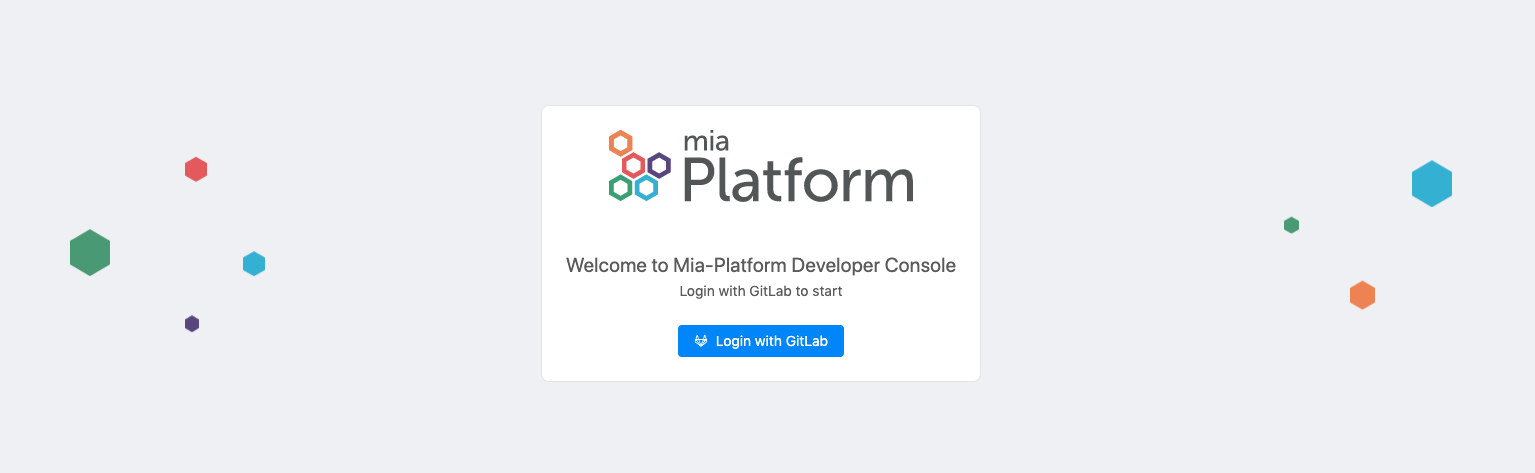 mia
Platform
Welcome to Mia-Platform Developer Console
Login with GitLab to start
Login with GitLab